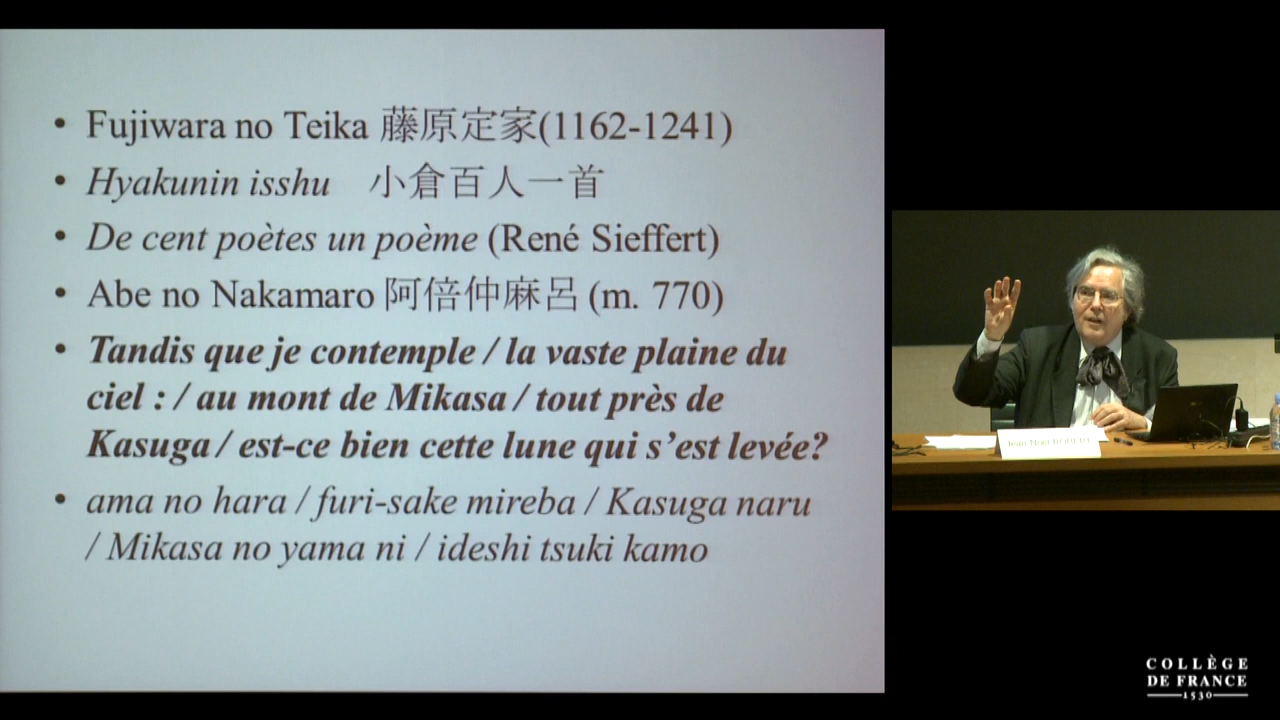 • Fujiwara no Teika 藤原定家(1162-1241)
• Hyakunin isshu 小倉百人一首
• De cent poètes un poème (René Sieffert)
• Abe no Nakamaro 阿倍仲麻呂 (m. 770)
• Tandis que je contemple / la vaste plaine du
ciel : / au mont de Mikasa / tout près de
Kasuga / est-ce bien cette lune qui s’est levée?
• ama no hara / furi-sake mireba / Kasuga naru
/ Mikasa no yama ni / ideshi tsuki kamo
Jean-Noël
COLLÈGE
DE FRANCE
1530